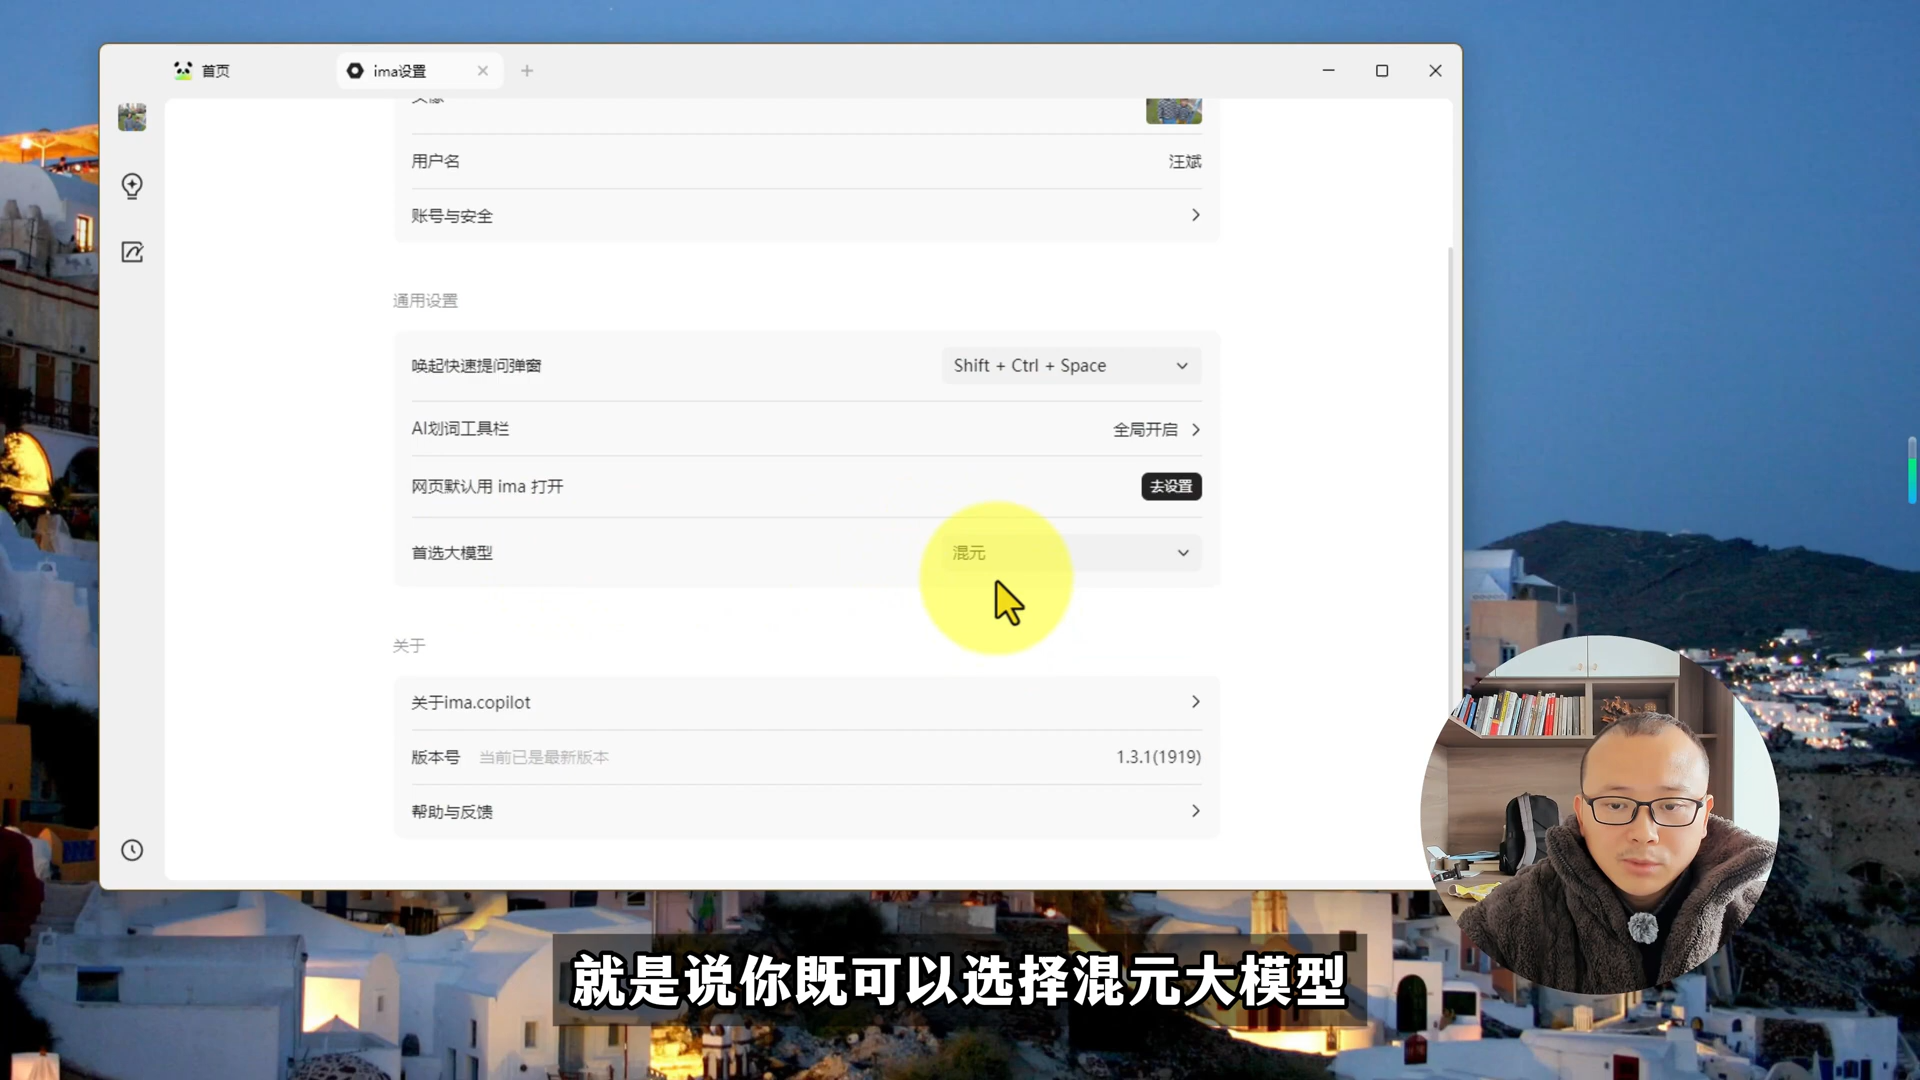 首页
ima设置
用户名
汪斌
账号与安全
通用设置
唤起快速提问弹窗
Shift + Ctrl + Space
AI划词工具栏
全局开启
网页默认用 ima 打开
去设置
首选大模型
混元
关于
关于ima.copilot
版本号 当前已是最新版本
1.3.1(1919)
帮助与反馈
就是说你既可以选择混元大模型